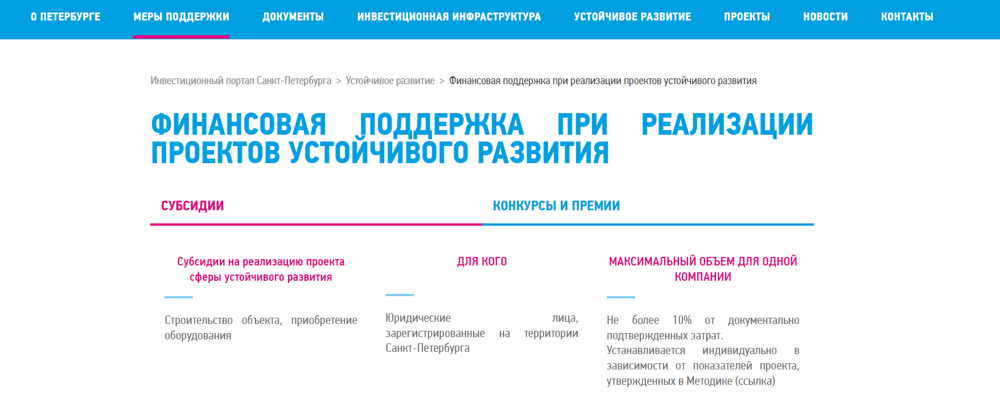 О ПЕТЕРБУРГЕ МЕРЫ ПОДДЕРЖКИ ДОКУМЕНТЫ ИНВЕСТИЦИОННАЯ ИНФРАСТРУКТУРА УСТОЙЧИВОЕ РАЗВИТИЕ ПРОЕКТЫ НОВОСТИ КОНТАКТЫ
Инвестиционный портал Санкт-Петербурга > Устойчивое развитие > Финансовая поддержка при реализации проектов устойчивого развития
ФИНАНСОВАЯ ПОДДЕРЖКА ПРИ РЕАЛИЗАЦИИ
ПРОЕКТОВ УСТОЙЧИВОГО РАЗВИТИЯ
СУБСИДИИ
КОНКУРСЫ И ПРЕМИИ
Субсидии на реализацию проекта
сферы устойчивого развития
Строительство объекта, приобретение
оборудования
ДЛЯ КОГО
Юридические лица,
зарегистрированные на территории
Санкт-Петербурга
МАКСИМАЛЬНЫЙ ОБЪЕМ ДЛЯ ОДНОЙ
КОМПАНИИ
Не более 10% от документально
подтвержденных затрат.
Устанавливается индивидуально в
зависимости от показателей проекта,
утвержденных в Методике (ссылка)